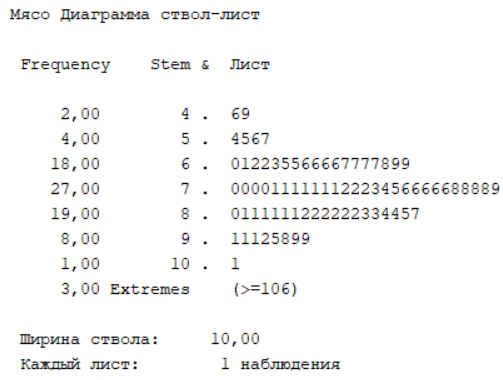 Мясо Диаграмма ствол-лист
Frequency Stem & Лист
2,00 4 . 69
4,00 5 . 4567
18,00 6 . 012235566667777899
27,00 7 . 000011111112223456666688889
19,00 8 . 0111111222222334457
8,00 9 . 11125899
1,00 10 . 1
3,00 Extremes (>=106)
Ширина ствола: 10,00
Каждый лист: 1 наблюдения